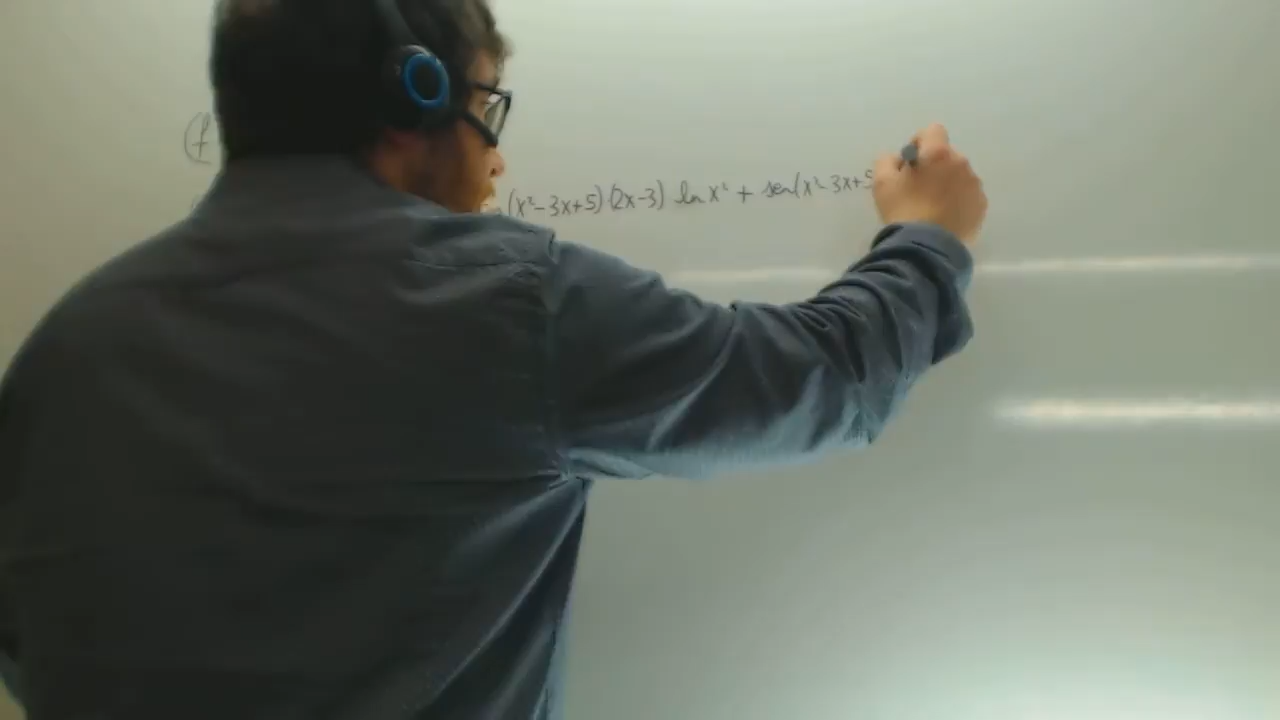 (f
(x²-3x+5)(2x-3) ln x² + sen(x²-3x+5